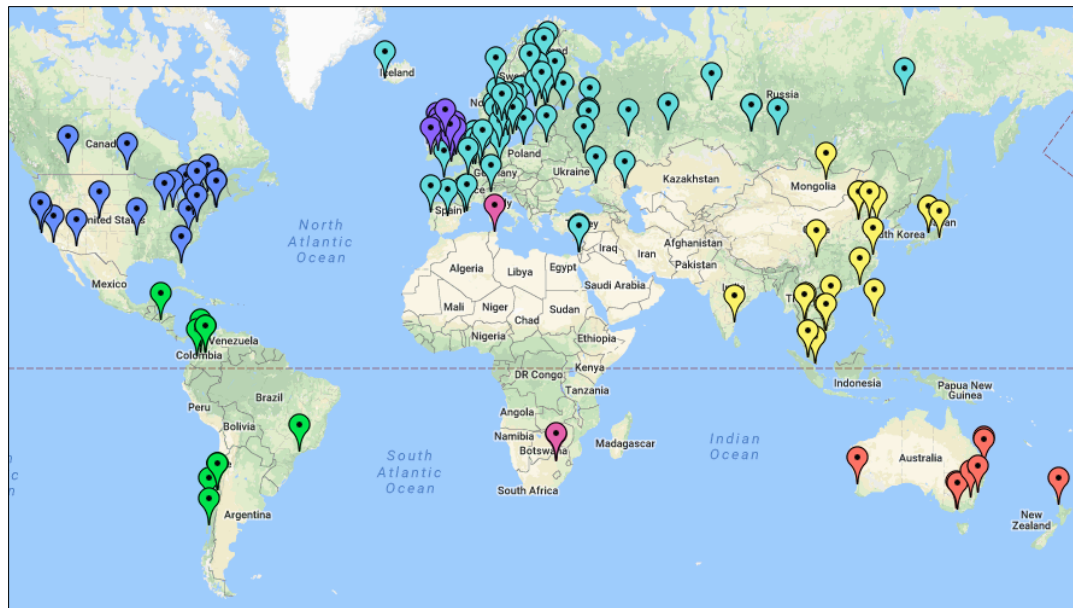 Iceland
Russia
Canada
Poland
Ukraine
Kazakhstan
Mongolia
United States
Spain
North
Atlantic
Ocean
South Korea
Iraq
Iran
Afghanistan
Pakistan
Algeria
Libya
Egypt
Saudi Arabia
Mexico
Mali
Niger
Sudan
Chad
Nigeria
Ethiopia
Venezuela
Colombia
DR Congo
Kenya
Tanzania
Indonesia
Papua New
Guinea
Peru
Brazil
Bolivia
Angola
Namibia
Botswana
Madagascar
Indian
Ocean
Australia
South
Atlantic
Ocean
South Africa
Argentina
New
Zealand